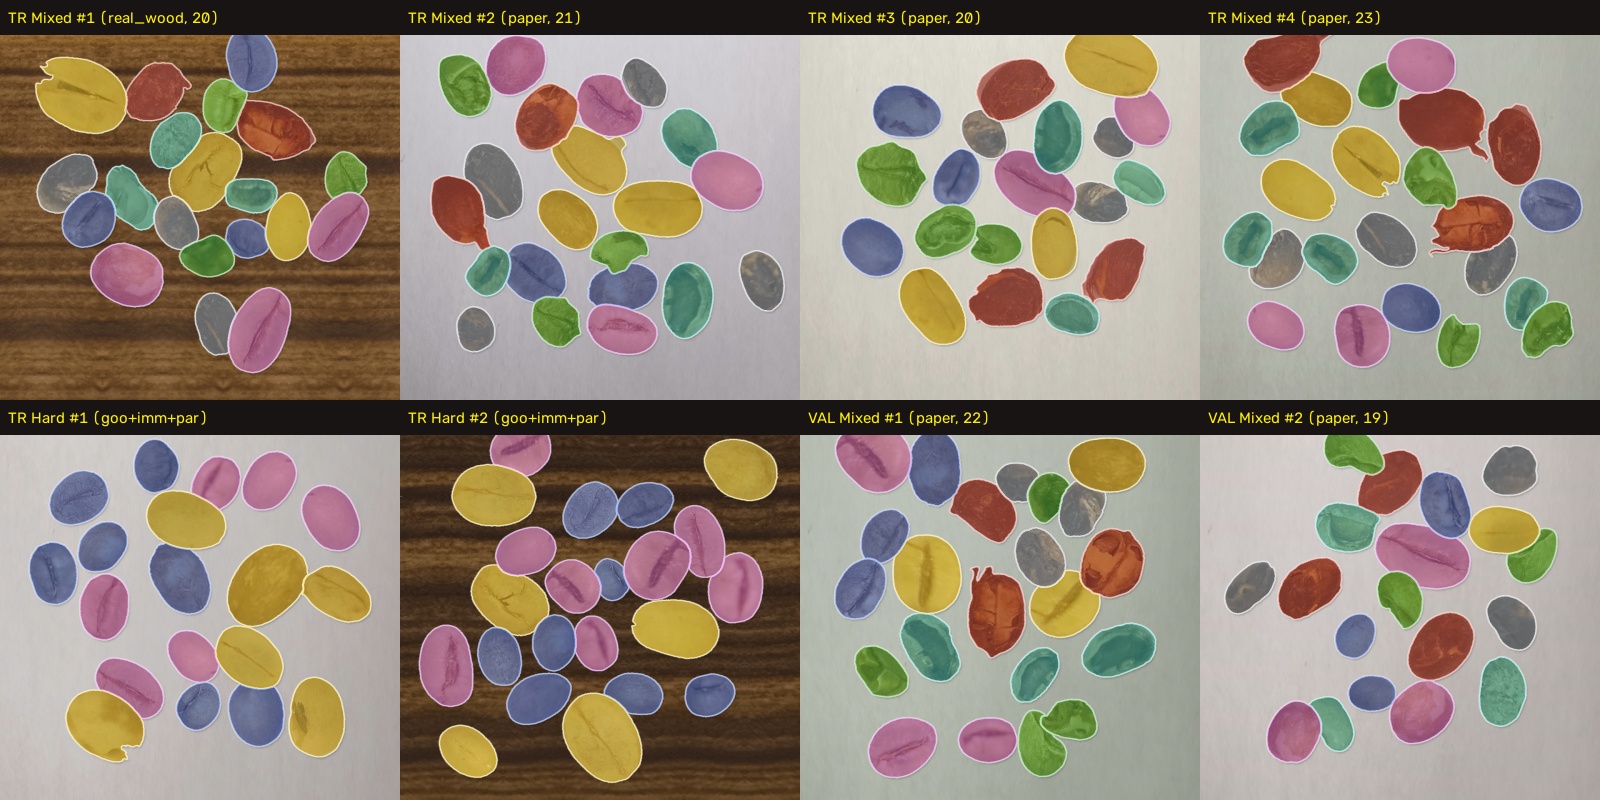 TR Mixed #1 (real_wood, 20)
TR Mixed #2 (paper, 21)
TR Mixed #3 (paper, 20)
TR Mixed #4 (paper, 23)
TR Hard #1 (goo+imm+par)
TR Hard #2 (goo+imm+par)
VAL Mixed #1 (paper, 22)
VAL Mixed #2 (paper, 19)